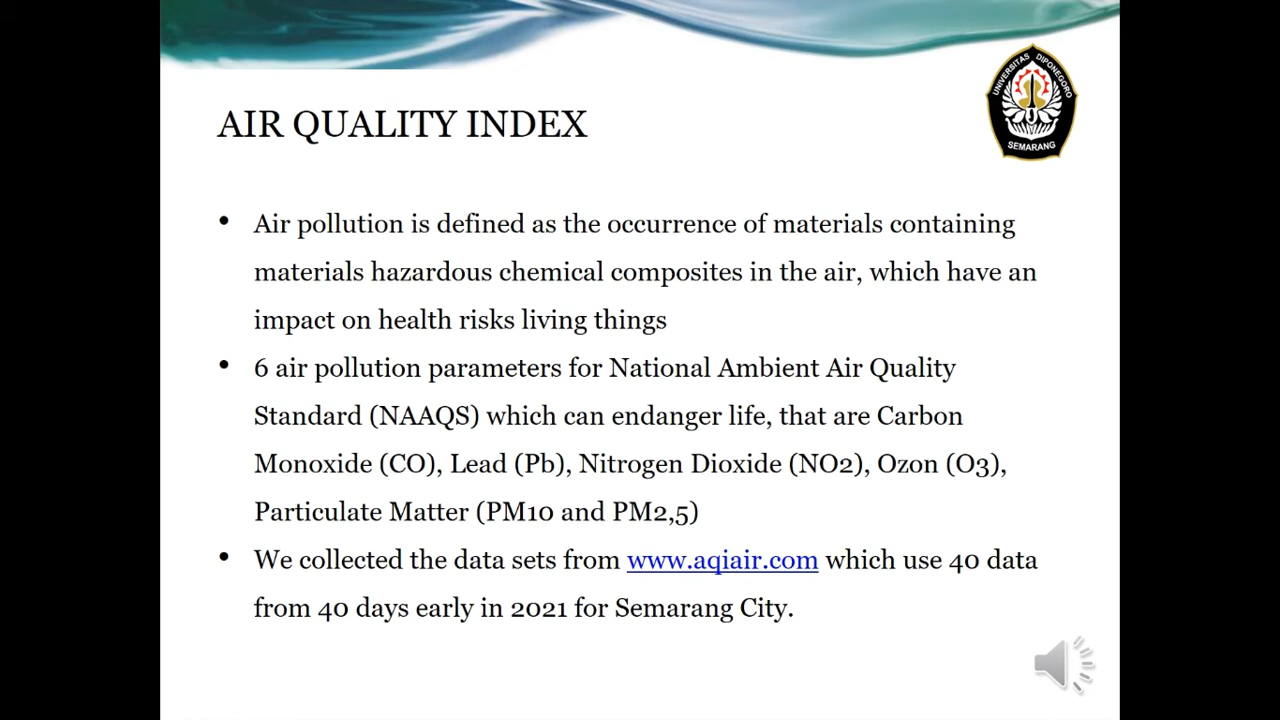 UNIVERSITAS DIPONEGORO
SEMARANG
AIR QUALITY INDEX
• Air pollution is defined as the occurrence of materials containing
materials hazardous chemical composites in the air, which have an
impact on health risks living things
• 6 air pollution parameters for National Ambient Air Quality
Standard (NAAQS) which can endanger life, that are Carbon
Monoxide (CO), Lead (Pb), Nitrogen Dioxide (NO2), Ozon (O3),
Particulate Matter (PM10 and PM2,5)
• We collected the data sets from www.aqiair.com which use 40 data
from 40 days early in 2021 for Semarang City.